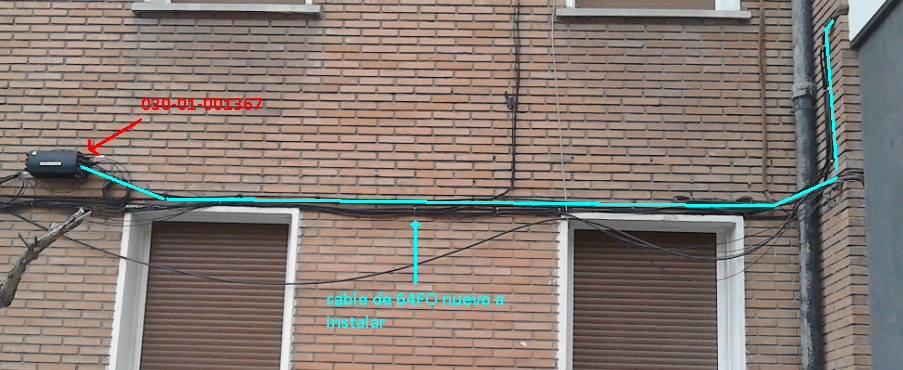 030-01-001367
cable de 64FO nuevo a
instalar